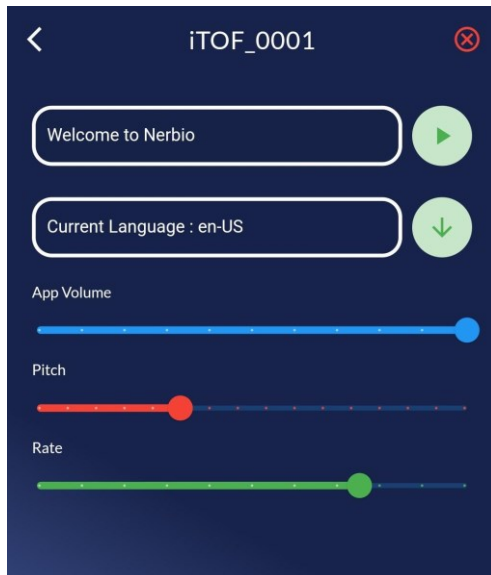 iTOF_0001
Welcome to Nerbio
Current Language : en-US
App Volume
Pitch
Rate